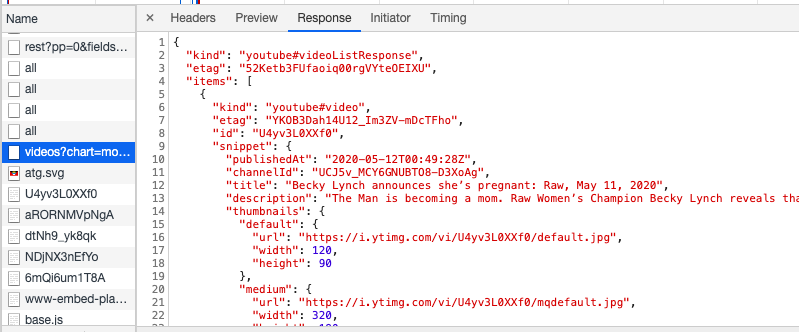 Name
rest?pp=0&fields…
all
all
all
all
videos?chart=mo…
atg.svg
U4yv3L0XXf0
aRORNMVpNgA
dtNh9_yk8qk
NDjNX3nEfYo
6mQi6um1T8A
www-embed-pla…
base.js
× Headers Preview Response Initiator Timing
1 {
2 "kind": "youtube#videoListResponse",
3 "etag": "52Ketb3FUfaoiq00rgVYteOEIXU",
4 "items": [
5 {
6 "kind": "youtube#video",
7 "etag": "YKOB3Dah14U12_Im3ZV-mDcTFho",
8 "id": "U4yv3L0XXf0",
9 "snippet": {
10 "publishedAt": "2020-05-12T00:49:28Z",
11 "channelId": "UCJ5v_MCY6GNUBTO8-D3XoAg",
12 "title": "Becky Lynch announces she’s pregnant: Raw, May 11, 2020",
13 "description": "The Man is becoming a mom. Raw Women’s Champion Becky Lynch reveals tha
14 "thumbnails": {
15 "default": {
16 "url": "https://i.ytimg.com/vi/U4yv3L0XXf0/default.jpg",
17 "width": 120,
18 "height": 90
19 },
20 "medium": {
21 "url": "https://i.ytimg.com/vi/U4yv3L0XXf0/mqdefault.jpg",
22 "width": 320,